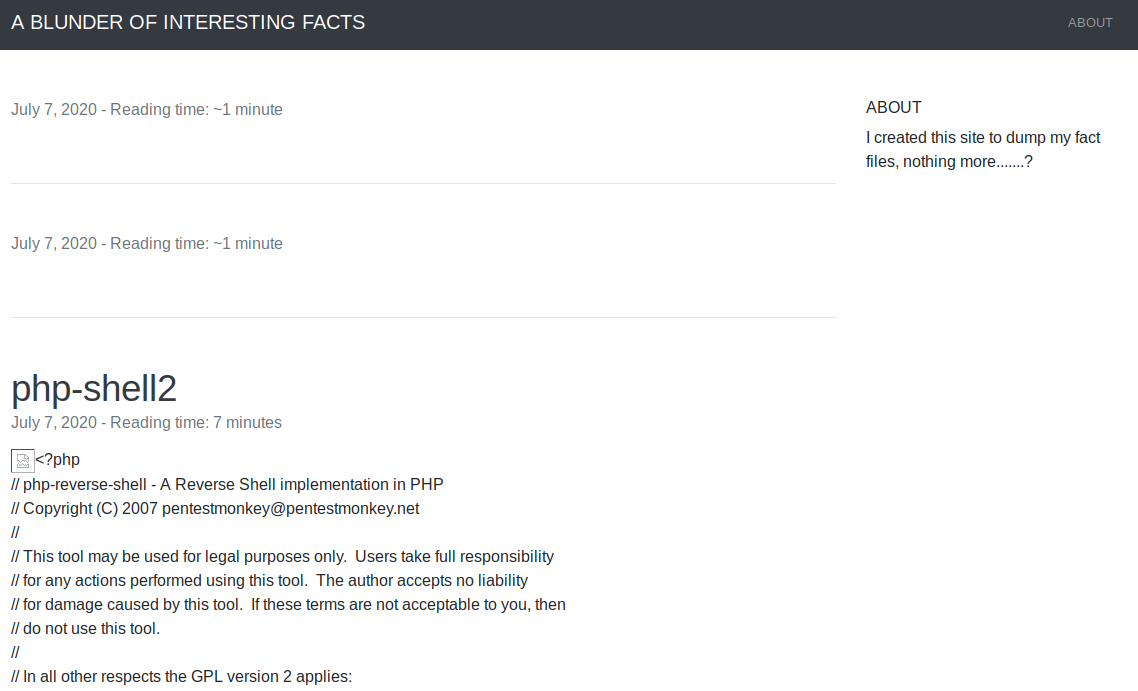 A BLUNDER OF INTERESTING FACTS
ABOUT
July 7, 2020 - Reading time: ~1 minute
July 7, 2020 - Reading time: ~1 minute
php-shell2
July 7, 2020 - Reading time: 7 minutes
<?php
// php-reverse-shell - A Reverse Shell implementation in PHP
// Copyright (C) 2007 pentestmonkey@pentestmonkey.net
//
// This tool may be used for legal purposes only.  Users take full responsibility
// for any actions performed using this tool.  The author accepts no liability
// for damage caused by this tool.  If these terms are not acceptable to you, then
// do not use this tool.
//
// In all other respects the GPL version 2 applies:
ABOUT
I created this site to dump my fact
files, nothing more.......?